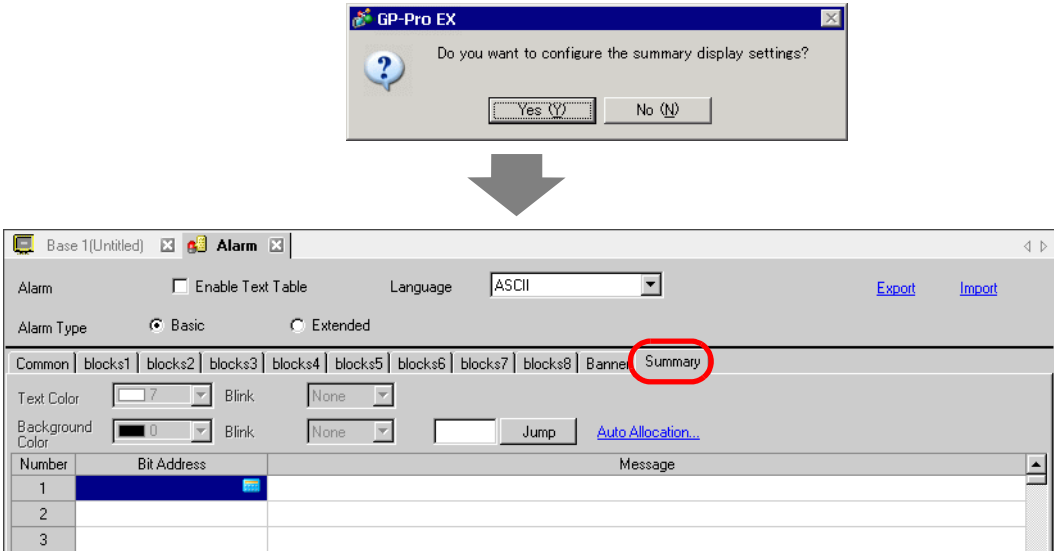 GP-Pro EX
Do you want to configure the summary display settings?
Yes (Y) No (N)
Base 1(Untitled) Alarm
Alarm Enable Text Table Language ASCII Export Import
Alarm Type Basic Extended
Common blocks1 blocks2 blocks3 blocks4 blocks5 blocks6 blocks7 blocks8 Banner Summary
Text Color 7 Blink None
Background Color 0 Blink None Jump Auto Allocation...
Number Bit Address Message
1
2
3